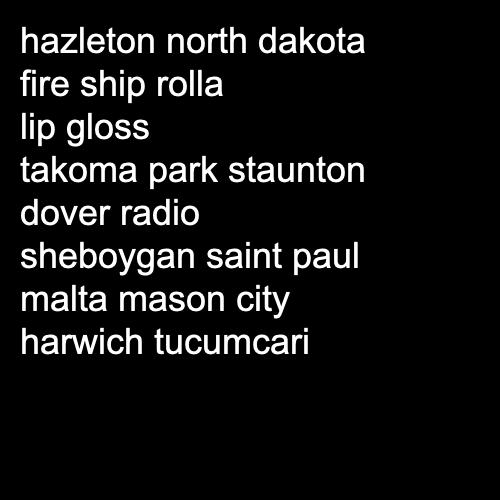 hazleton north dakota
fire ship rolla
lip gloss
takoma park staunton
dover radio
sheboygan saint paul
malta mason city
harwich tucumcari